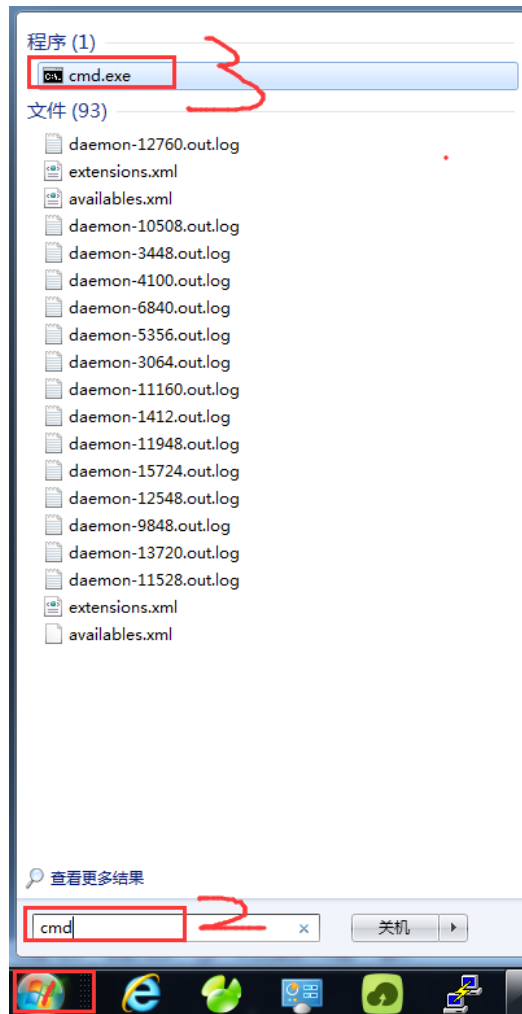 程序 (1)
cmd.exe
3
文件 (93)
daemon-12760.out.log
extensions.xml
availables.xml
daemon-10508.out.log
daemon-3448.out.log
daemon-4100.out.log
daemon-6840.out.log
daemon-5356.out.log
daemon-3064.out.log
daemon-11160.out.log
daemon-1412.out.log
daemon-11948.out.log
daemon-15724.out.log
daemon-12548.out.log
daemon-9848.out.log
daemon-13720.out.log
daemon-11528.out.log
extensions.xml
availables.xml
查看更多结果
cmd
2
关机